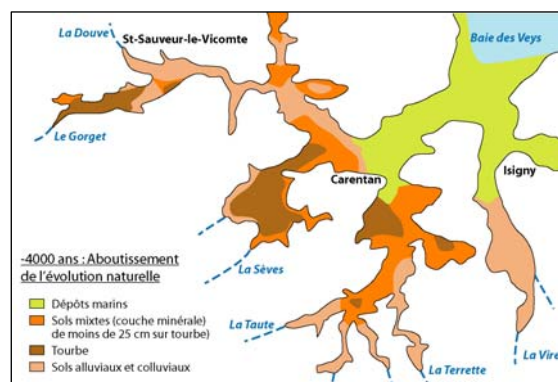 La Douve
St-Sauveur-le-Vicomte
Baie des Veys
Le Gorget
Carentan
Isigny
-4000 ans : Aboutissement
de l'évolution naturelle
La Sèves
Dépôts marins
Sols mixtes (couche minérale)
de moins de 25 cm sur tourbe)
Tourbe
Sols alluviaux et colluviaux
La Taute
La Terrette
La Vire